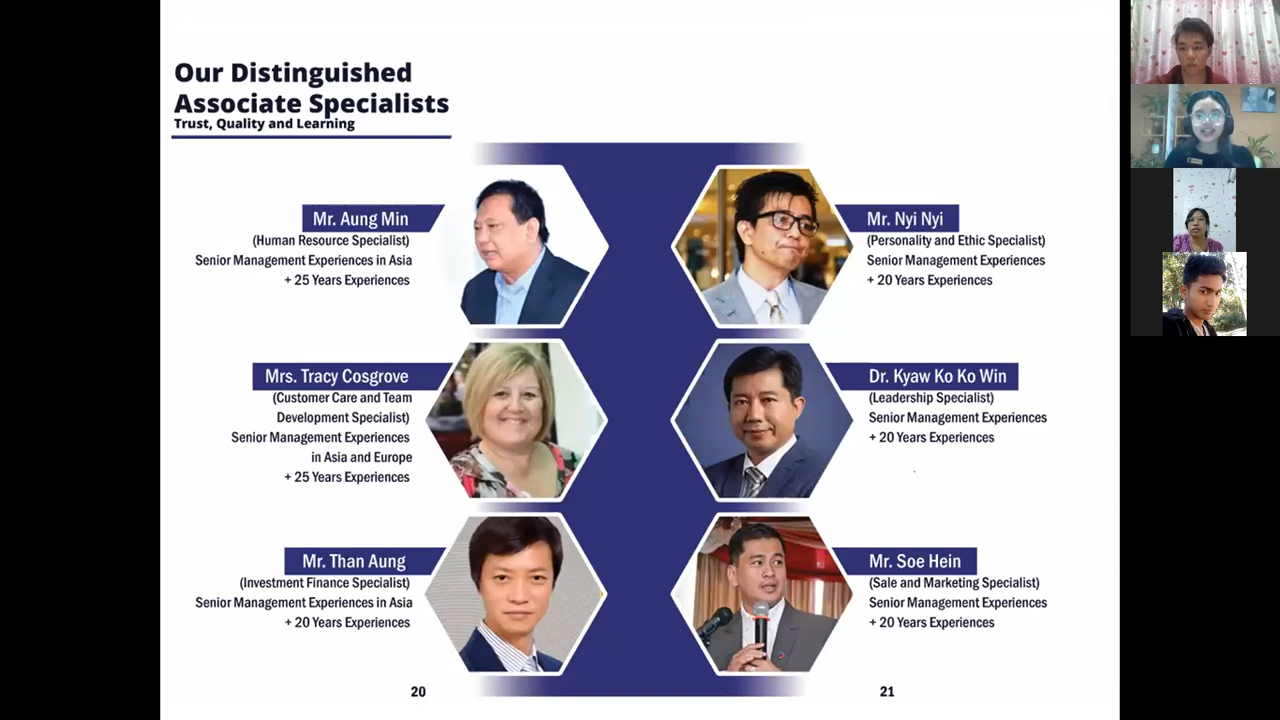 Our Distinguished
Associate Specialists
Trust, Quality and Learning
Mr. Aung Min
(Human Resource Specialist)
Senior Management Experiences in Asia
+ 25 Years Experiences
Mrs. Tracy Cosgrove
(Customer Care and Team
Development Specialist)
Senior Management Experiences
in Asia and Europe
+ 25 Years Experiences
Mr. Than Aung
(Investment Finance Specialist)
Senior Management Experiences in Asia
+ 20 Years Experiences
20
Mr. Nyi Nyi
(Personality and Ethic Specialist)
Senior Management Experiences
+ 20 Years Experiences
Dr. Kyaw Ko Ko Win
(Leadership Specialist)
Senior Management Experiences
+ 20 Years Experiences
Mr. Soe Hein
(Sale and Marketing Specialist)
Senior Management Experiences
+ 20 Years Experiences
21